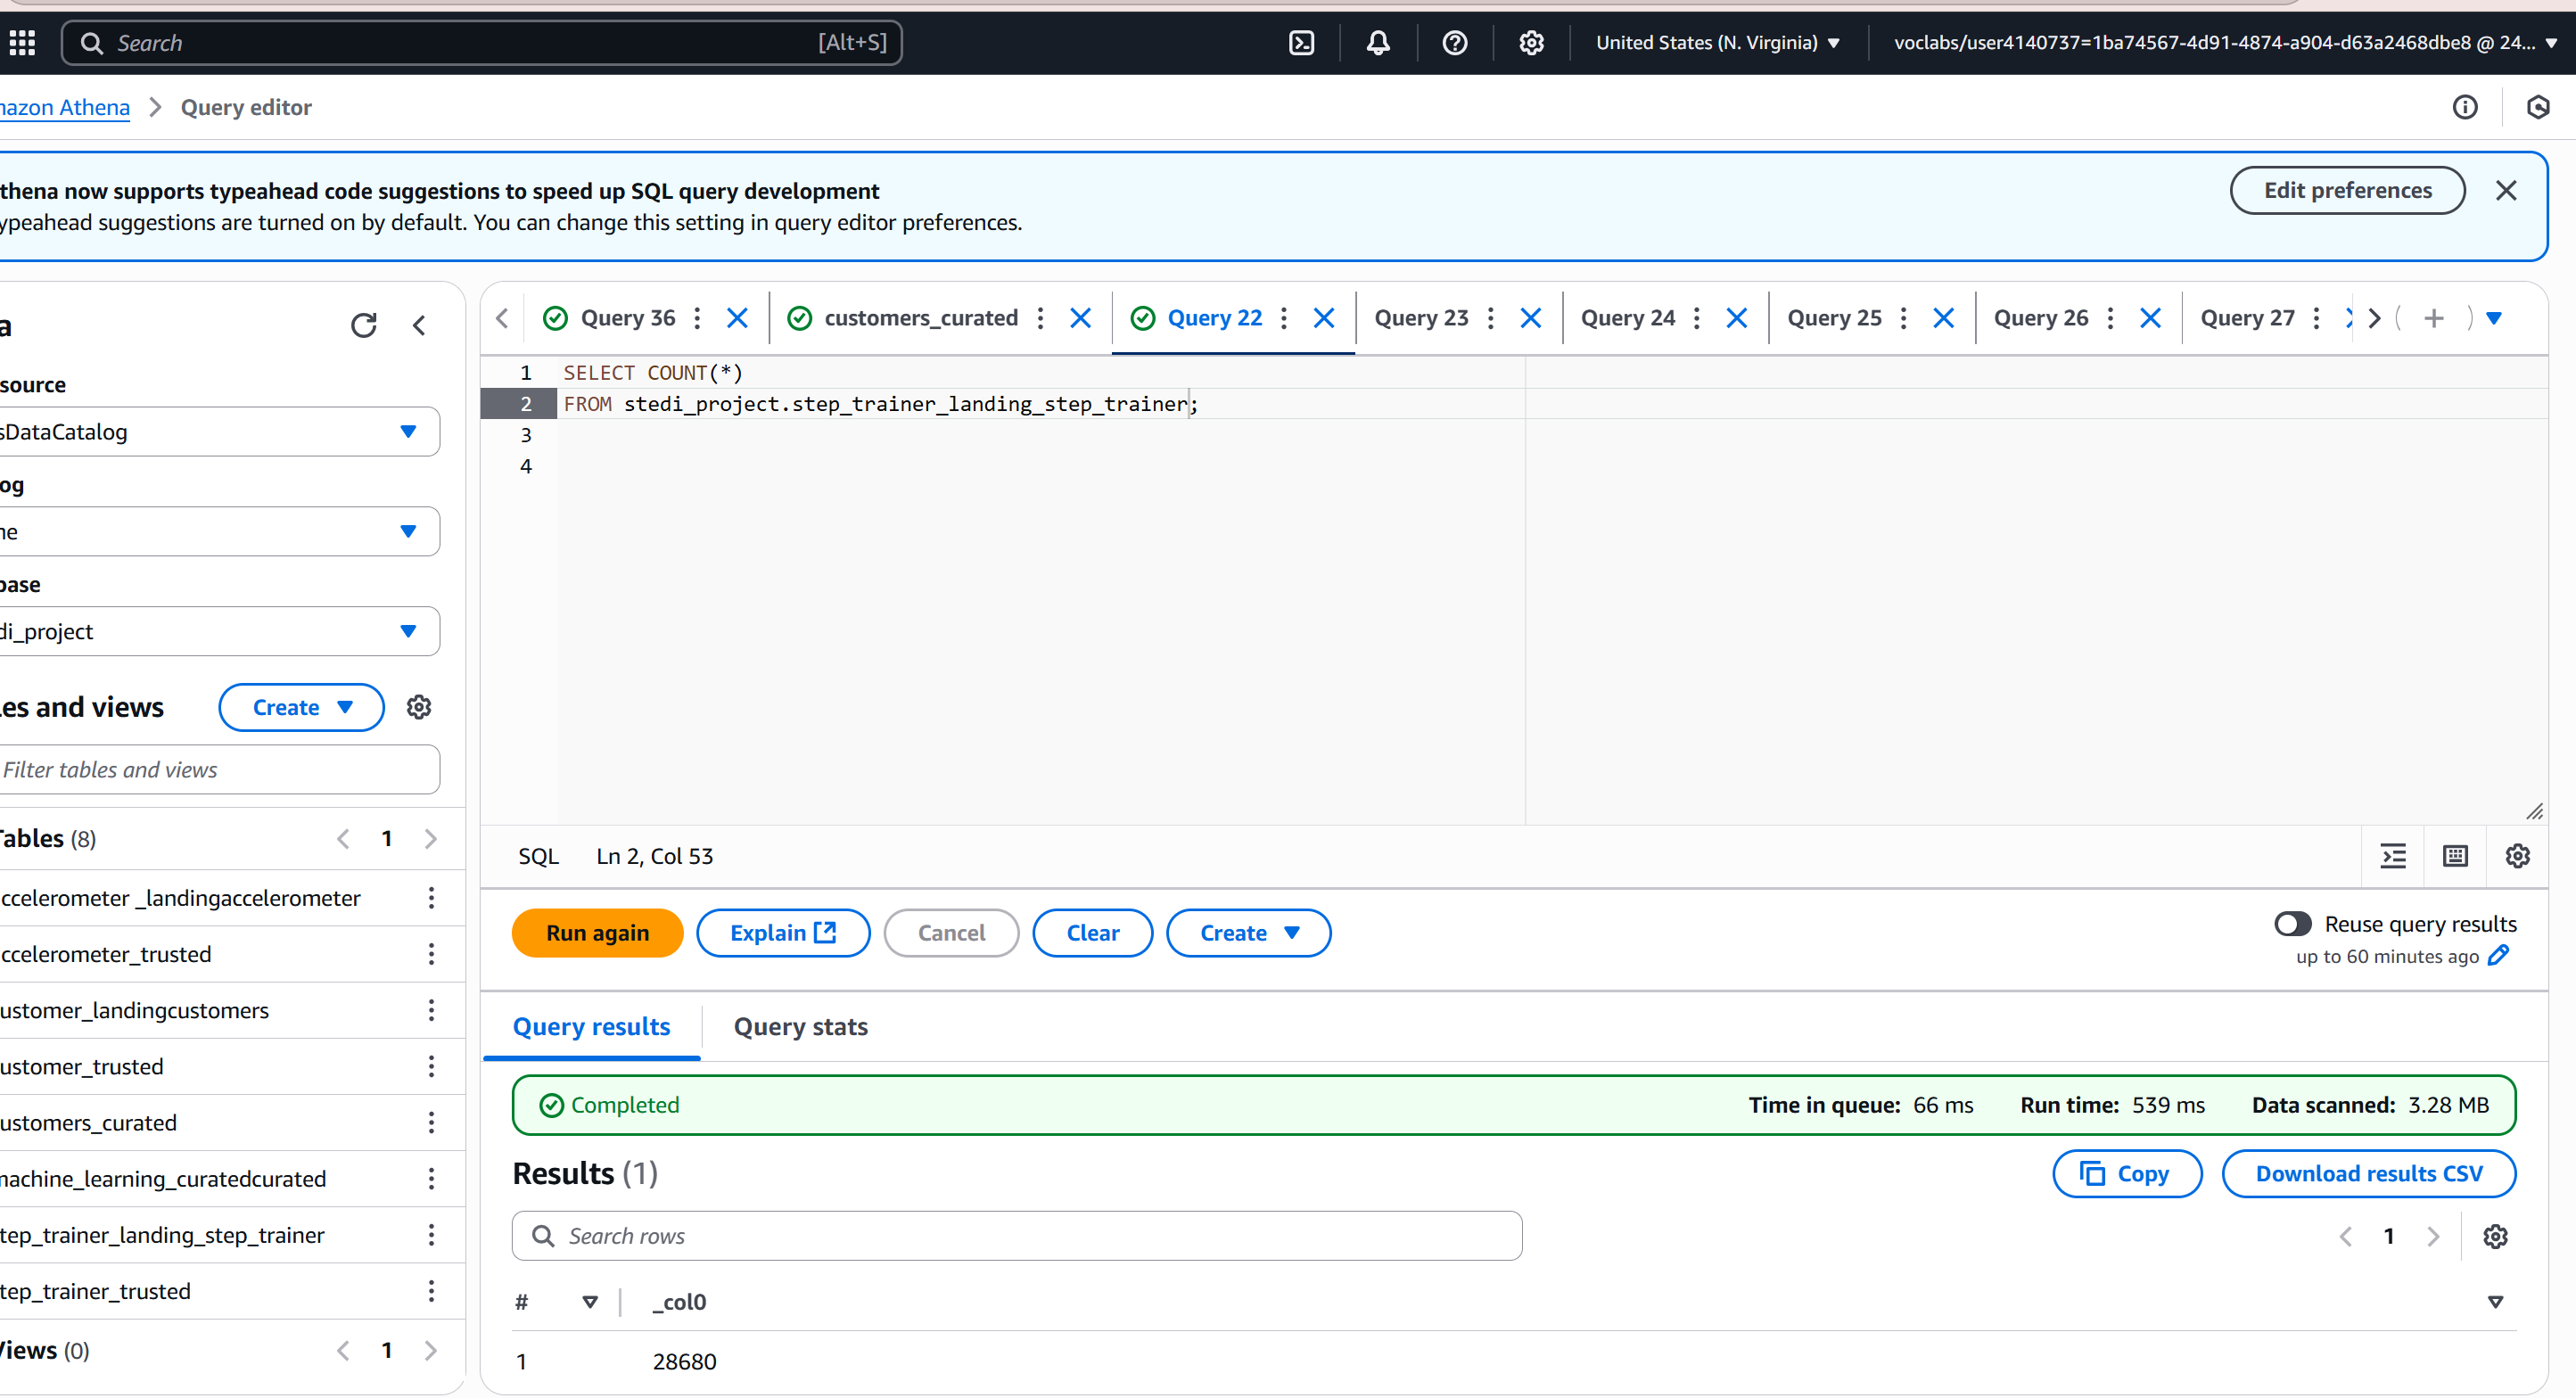 Search [Alt+S] United States (N. Virginia) voclabs/user4140737=1ba74567-4d91-4874-a904-d63a2468dbe8 @ 24...
mazon Athena Query editor
thena now supports typeahead code suggestions to speed up SQL query development
ypeahead suggestions are turned on by default. You can change this setting in query editor preferences.
Edit preferences
a
source
sDataCatalog
og
ne
base
di_project
les and views Create
Filter tables and views
Tables (8) 1
ccelerometer _landingaccelerometer
ccelerometer_trusted
ustomer_landingcustomers
ustomer_trusted
ustomers_curated
machine_learning_curatedcurated
tep_trainer_landing_step_trainer
tep_trainer_trusted
Views (0) 1
Query 36 customers_curated Query 22 Query 23 Query 24 Query 25 Query 26 Query 27
1 SELECT COUNT(*)
2 FROM stedi_project.step_trainer_landing_step_trainer;
3
4
SQL Ln 2, Col 53
Run again Explain Cancel Clear Create
Reuse query results
up to 60 minutes ago
Query results Query stats
Completed Time in queue: 66 ms Run time: 539 ms Data scanned: 3.28 MB
Results (1) Copy Download results CSV
Search rows 1
# _col0
1 28680